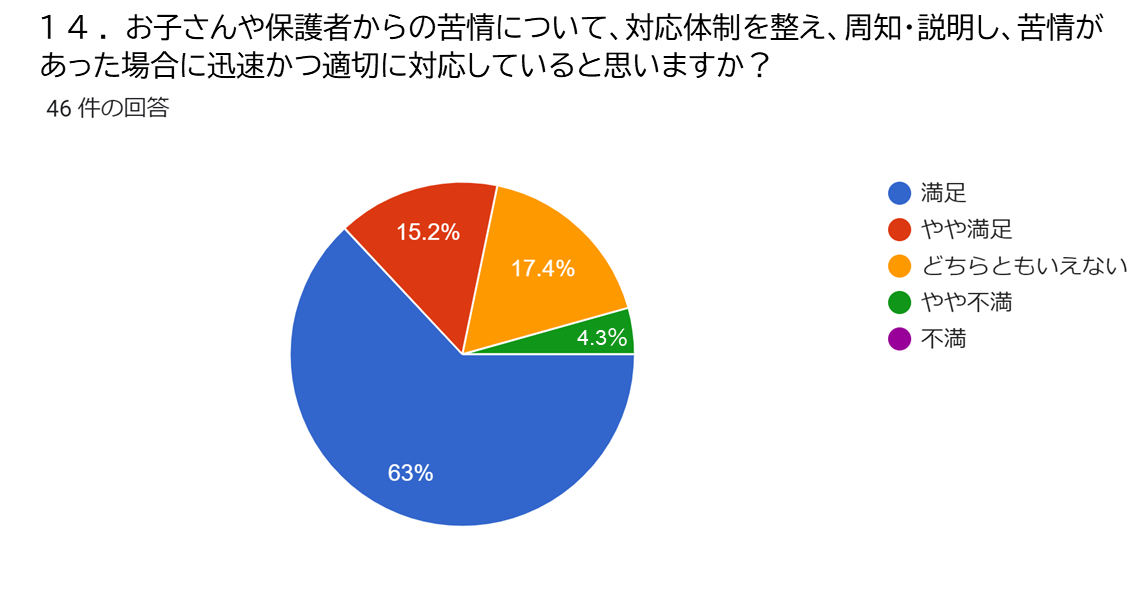 １４．お子さんや保護者からの苦情について、対応体制を整え、周知・説明し、苦情が
あった場合に迅速かつ適切に対応していると思いますか？
46 件の回答
満足
やや満足
どちらともいえない
やや不満
不満
15.2%
17.4%
4.3%
63%